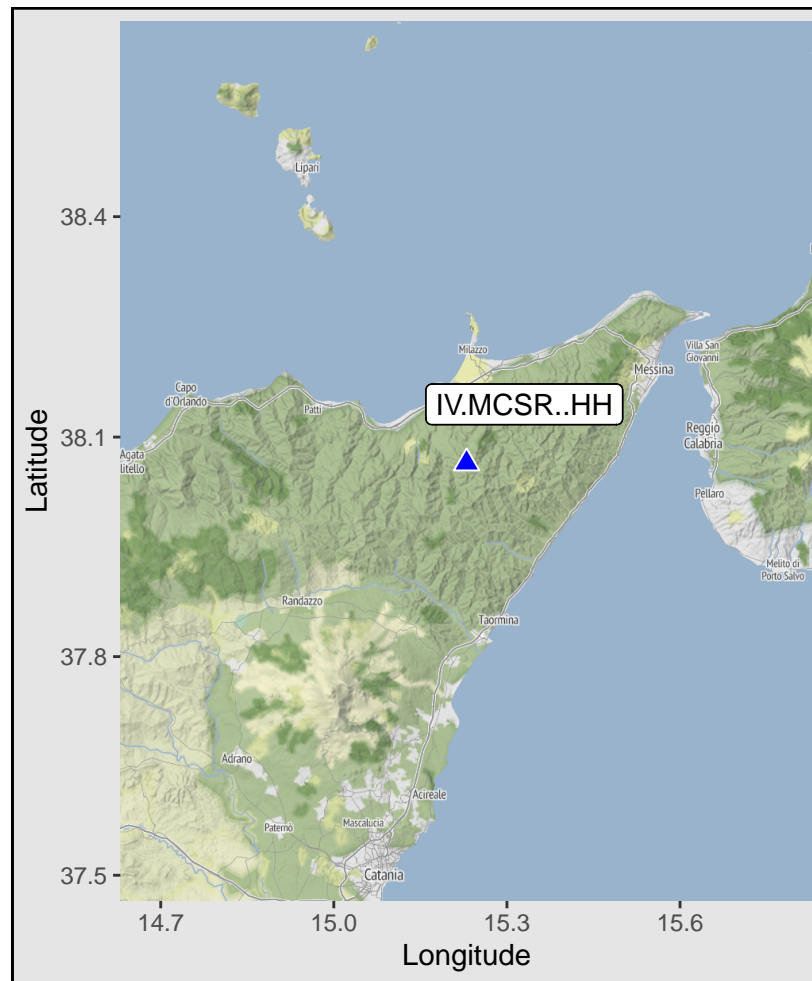 Lipari
38.4
Milazzo
Villa San
Giovanni
Messina
Capo
d'Orlando
Patti
IV.MCSR..HH
38.1
Reggio
Calabria
Agata
litello
Pellaro
Melito di
Porto Salvo
Randazzo
Taormina
37.8
Adrano
Acireale
Paternò
Mascalucia
37.5
Catania
14.7
15.0
15.3
15.6
Longitude
Latitude